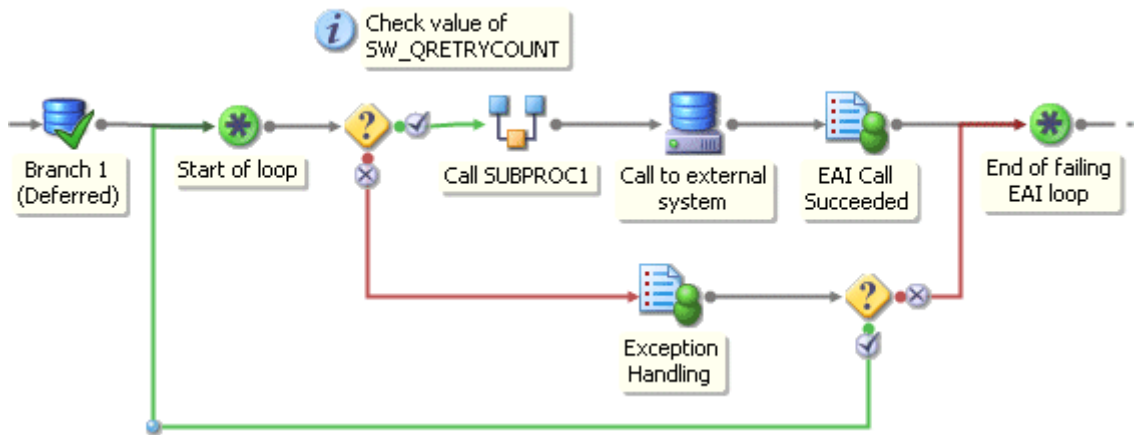 Check value of
SW_QRETRYCOUNT
Branch 1
(Deferred)
Start of loop
Call SUBPROC1
Call to external
system
EAI Call
Succeeded
End of failing
EAI loop
Exception
Handling